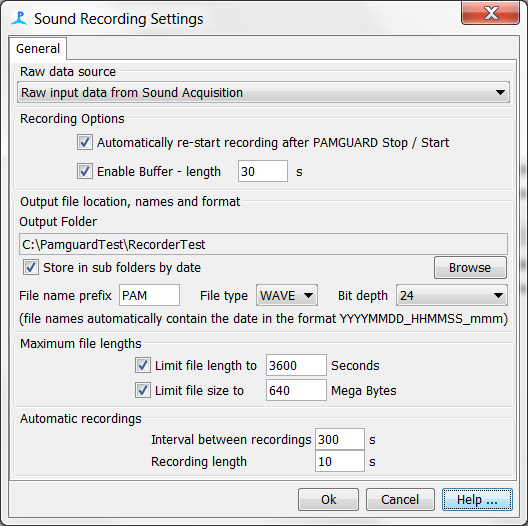 Sound Recording Settings
General
Raw data source
Raw input data from Sound Acquisition
Recording Options
Automatically re-start recording after PAMGUARD Stop / Start
Enable Buffer - length 30 s
Output file location, names and format
Output Folder
C:\PamguardTest\RecorderTest
Store in sub folders by date Browse
File name prefix PAM File type WAVE Bit depth 24
(file names automatically contain the date in the format YYYYMMDD_HHMMSS_mmm)
Maximum file lengths
Limit file length to 3600 Seconds
Limit file size to 640 Mega Bytes
Automatic recordings
Interval between recordings 300 s
Recording length 10 s
Ok Cancel Help ...